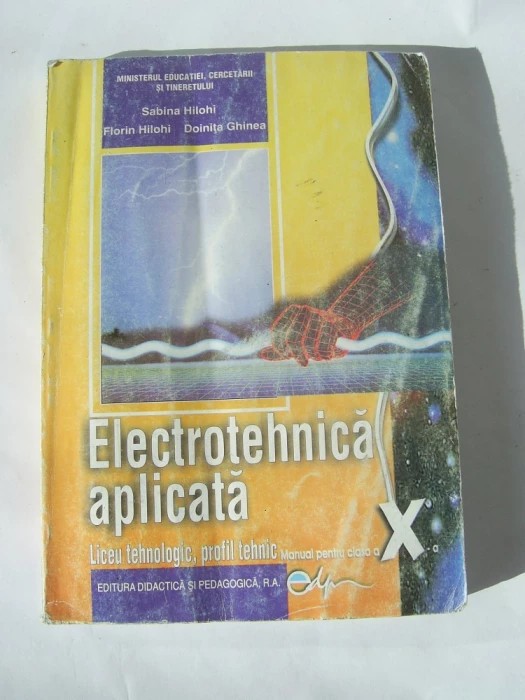 MINISTERUL EDUCAŢIEI, CERCETĂRII
ŞI TINERETULUI
Sabina Hilohi
Florin Hilohi Doiniţa Ghinea
Electrotehnică
aplicată
Liceu tehnologic, profil tehnic Manual pentru clasa a X-a
EDITURA DIDACTICĂ ŞI PEDAGOGICĂ, R.A. edp